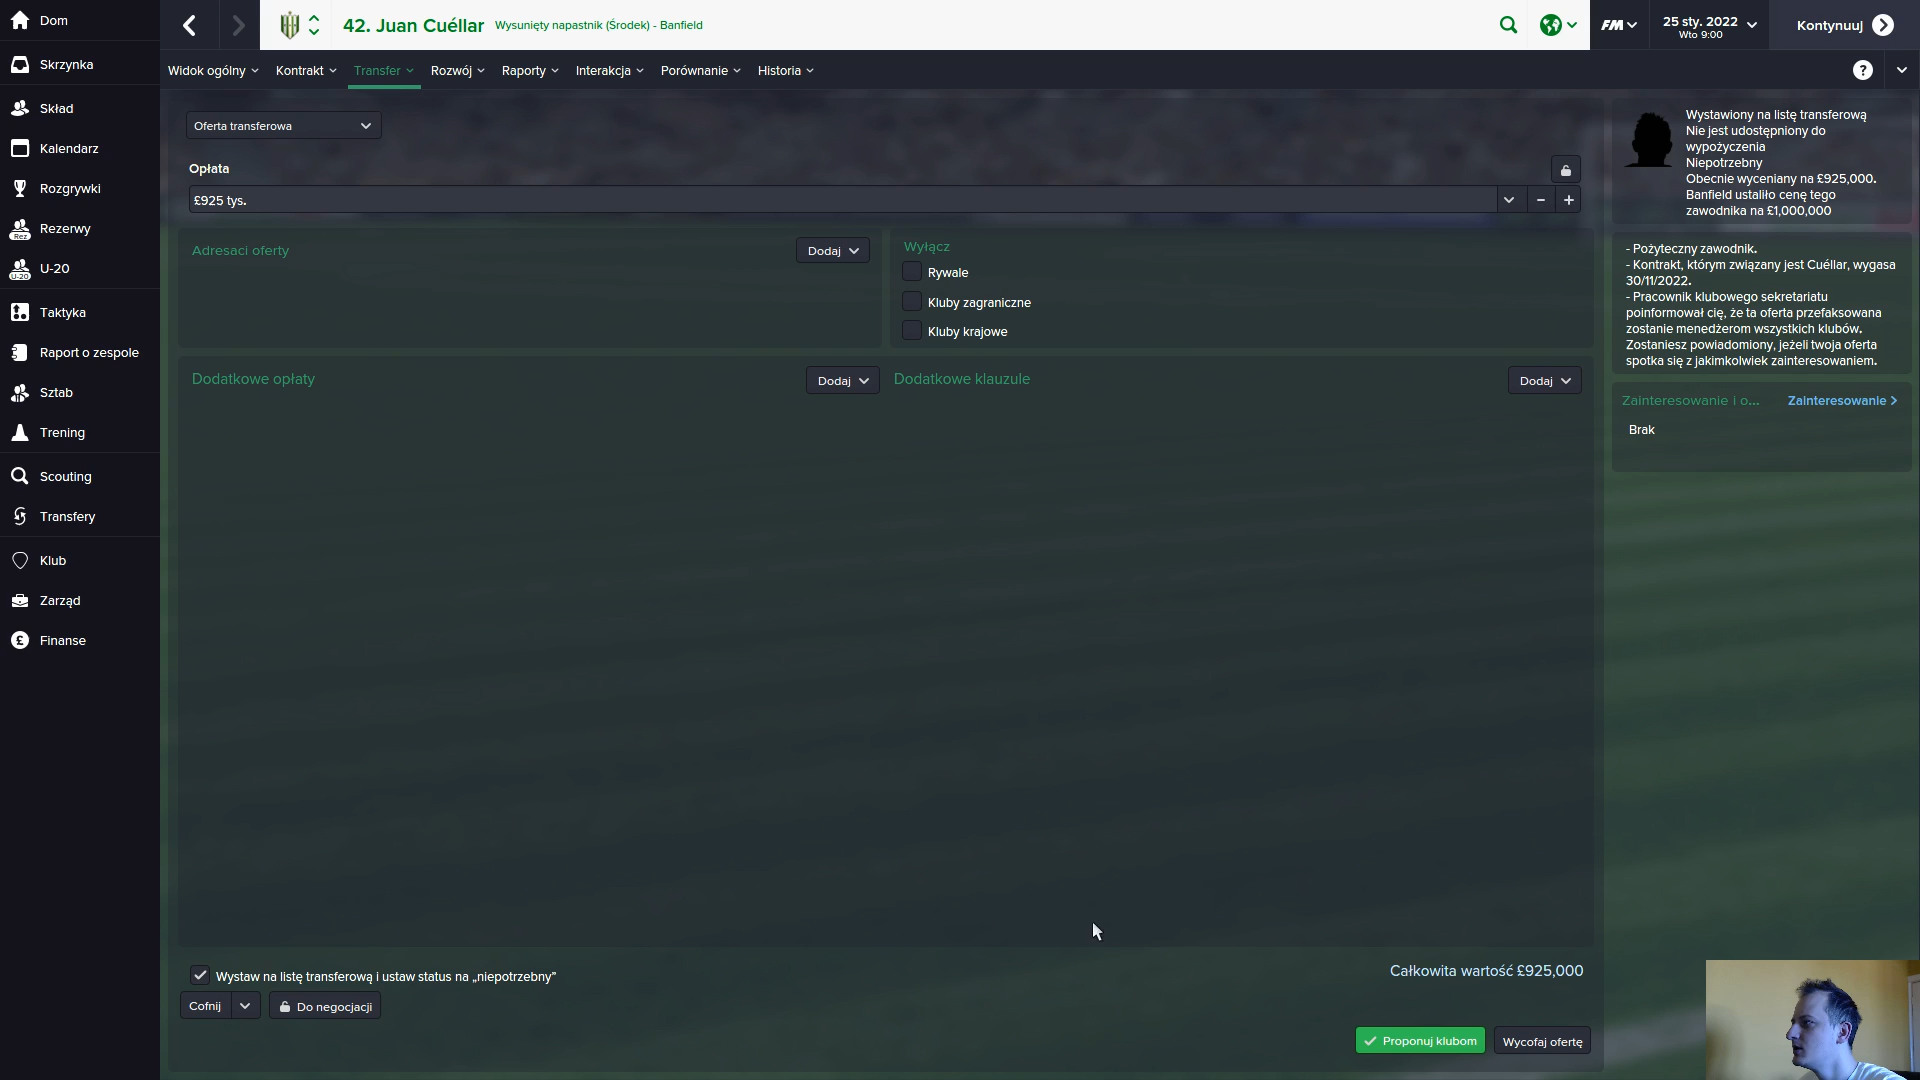 Dom
Skrzynka
Skład
Kalendarz
Rozgrywki
Rez
Rezerwy
U-20
U-20
Taktyka
Raport o zespole
Sztab
Trening
Scouting
Transfery
Klub
Zarząd
Finanse
42. Juan Cuéllar
Wysunięty napastnik (Środek) - Banfield
FM
25 sty. 2022
Wto 9:00
Kontynuuj
Widok ogólny
Kontrakt
Transfer
Rozwój
Raporty
Interakcja
Porównanie
Historia
?
Oferta transferowa
Opłata
£925 tys.
Adresaci oferty
Dodaj
Wyłącz
Rywale
Kluby zagraniczne
Kluby krajowe
Dodatkowe opłaty
Dodaj
Dodatkowe klauzule
Dodaj
Wystaw na listę transferową i ustaw status na „niepotrzebny”
Całkowita wartość £925,000
Cofnij
Do negocjacji
Proponuj klubom
Wycofaj ofertę
Wystawiony na listę transferową
Nie jest udostępniony do
wypożyczenia
Niepotrzebny
Obecnie wyceniany na £925,000.
Banfield ustaliło cenę tego
zawodnika na £1,000,000
- Pożyteczny zawodnik.
- Kontrakt, którym związany jest Cuéllar, wygasa
30/11/2022.
- Pracownik klubowego sekretariatu
poinformował cię, że ta oferta przefaksowana
zostanie menedżerom wszystkich klubów.
Zostaniesz powiadomiony, jeżeli twoja oferta
spotka się z jakimkolwiek zainteresowaniem.
Zainteresowanie i o...
Zainteresowanie >
Brak